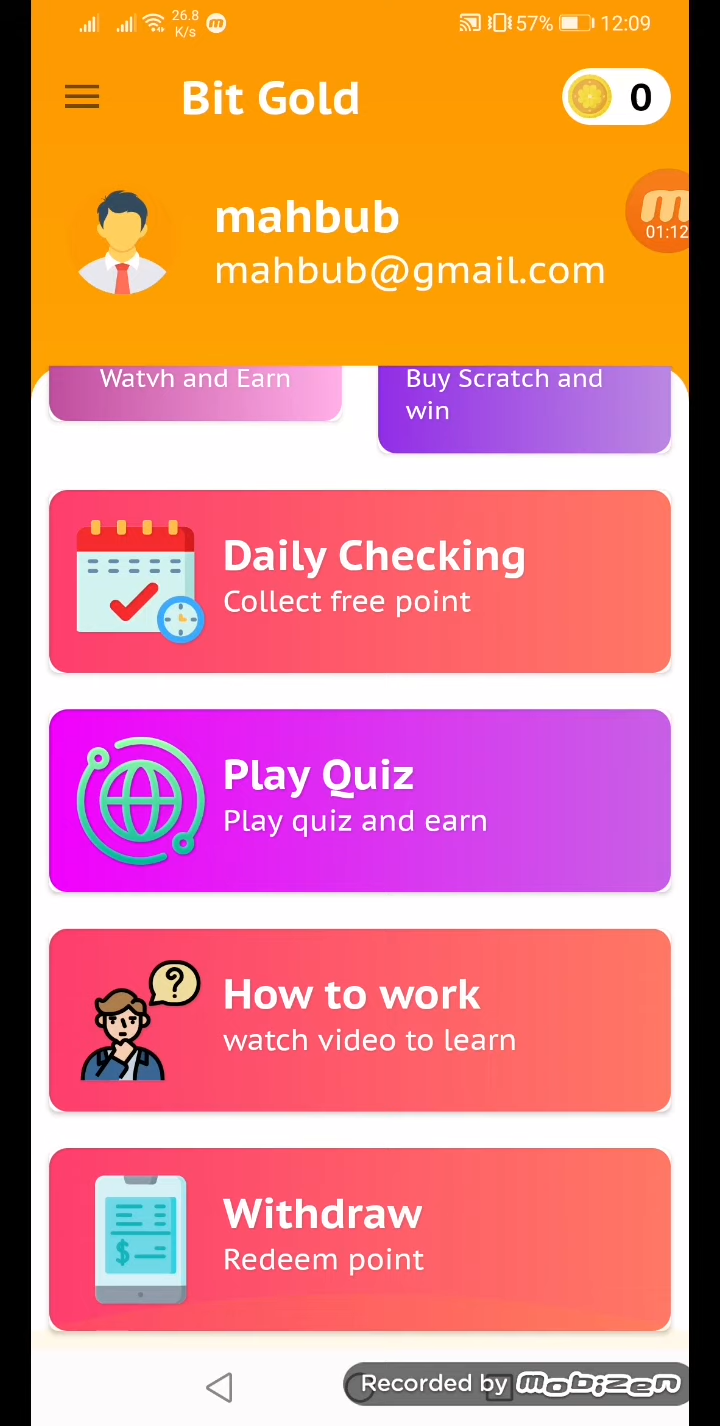 26.8
K/s
57%
12:09
Bit Gold
0
mahbub
mahbub@gmail.com
01:12
Watvh and Earn
Buy Scratch and
win
Daily Checking
Collect free point
Play Quiz
Play quiz and earn
How to work
watch video to learn
Withdraw
Redeem point
Recorded by mobizen